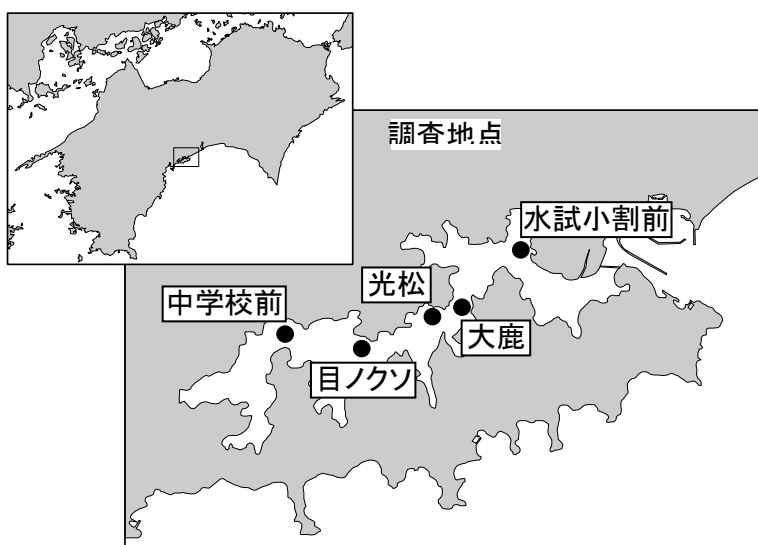 調査地点
水試小割前
光松
中学校前
大鹿
目ノクソ